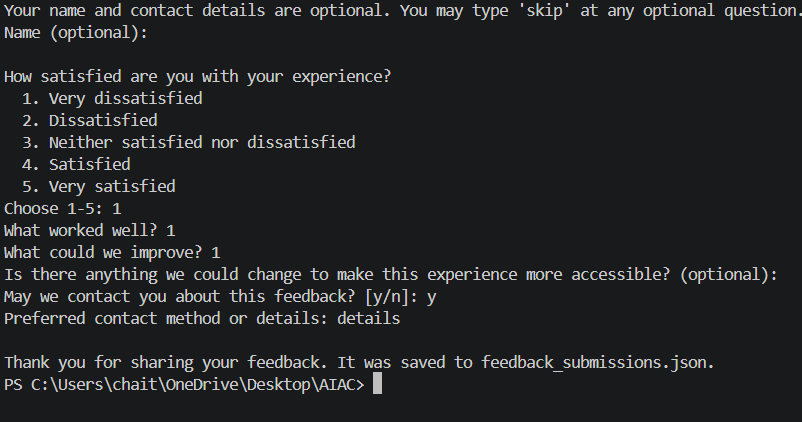 Your name and contact details are optional. You may type 'skip' at any optional question.
Name (optional):
How satisfied are you with your experience?
1. Very dissatisfied
2. Dissatisfied
3. Neither satisfied nor dissatisfied
4. Satisfied
5. Very satisfied
Choose 1-5: 1
What worked well? 1
What could we improve? 1
Is there anything we could change to make this experience more accessible? (optional):
May we contact you about this feedback? [y/n]: y
Preferred contact method or details: details
Thank you for sharing your feedback. It was saved to feedback_submissions.json.
PS C:\Users\chait\OneDrive\Desktop\AIAC>